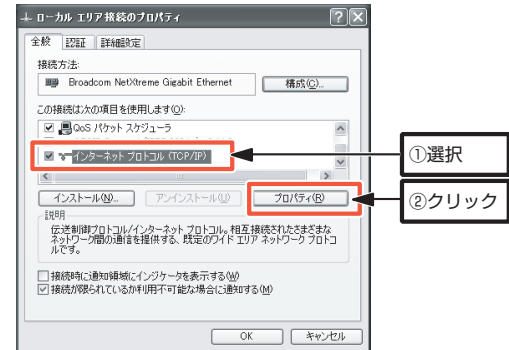 ローカル エリア接続のプロパティ
全般 認証 詳細設定
接続方法:
Broadcom NetXtreme Gigabit Ethernet 構成(C)...
この接続は次の項目を使用します(O):
QoS パケット スケジューラ
インターネット プロトコル (TCP/IP)
①選択
インストール(N)... アンインストール(U) プロパティ(R)
②クリック
説明
伝送制御プロトコル/インターネット プロトコル。相互接続されたさまざまな
ネットワーク間の通信を提供する、既定のワイド エリア ネットワーク プロトコ
ルです。
接続時に通知領域にインジケータを表示する(W)
接続が限られているか利用不可能な場合に通知する(M)
OK キャンセル